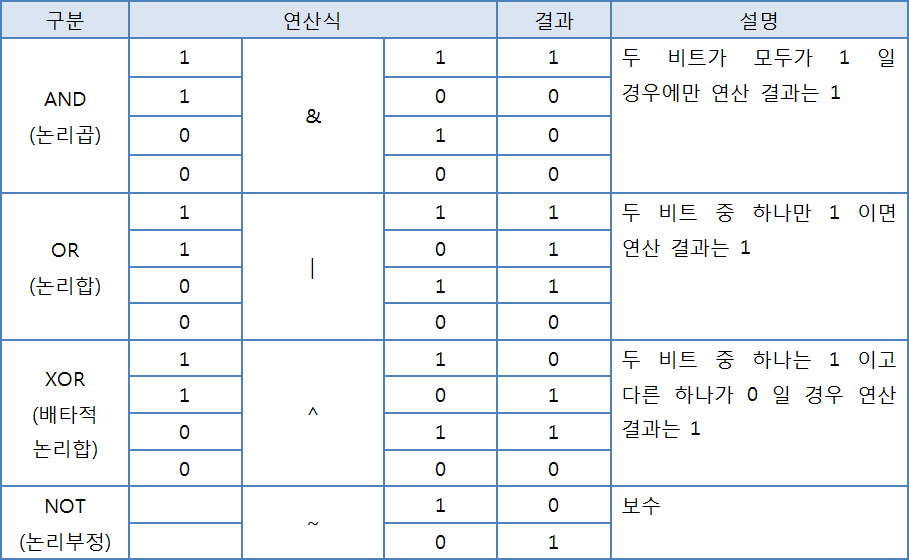 구분 연산식 결과 설명
AND
(논리곱)
&
1 1 1
1 0 0
0 1 0
0 0 0
두 비트가 모두가 1 일
경우에만 연산 결과는 1
OR
(논리합)
|
1 1 1
1 0 1
0 1 1
0 0 0
두 비트 중 하나만 1 이면
연산 결과는 1
XOR
(배타적
논리합)
^
1 1 0
1 0 1
0 1 1
0 0 0
두 비트 중 하나는 1 이고
다른 하나가 0 일 경우 연산
결과는 1
NOT
(논리부정)
~
1 0
0 1
보수